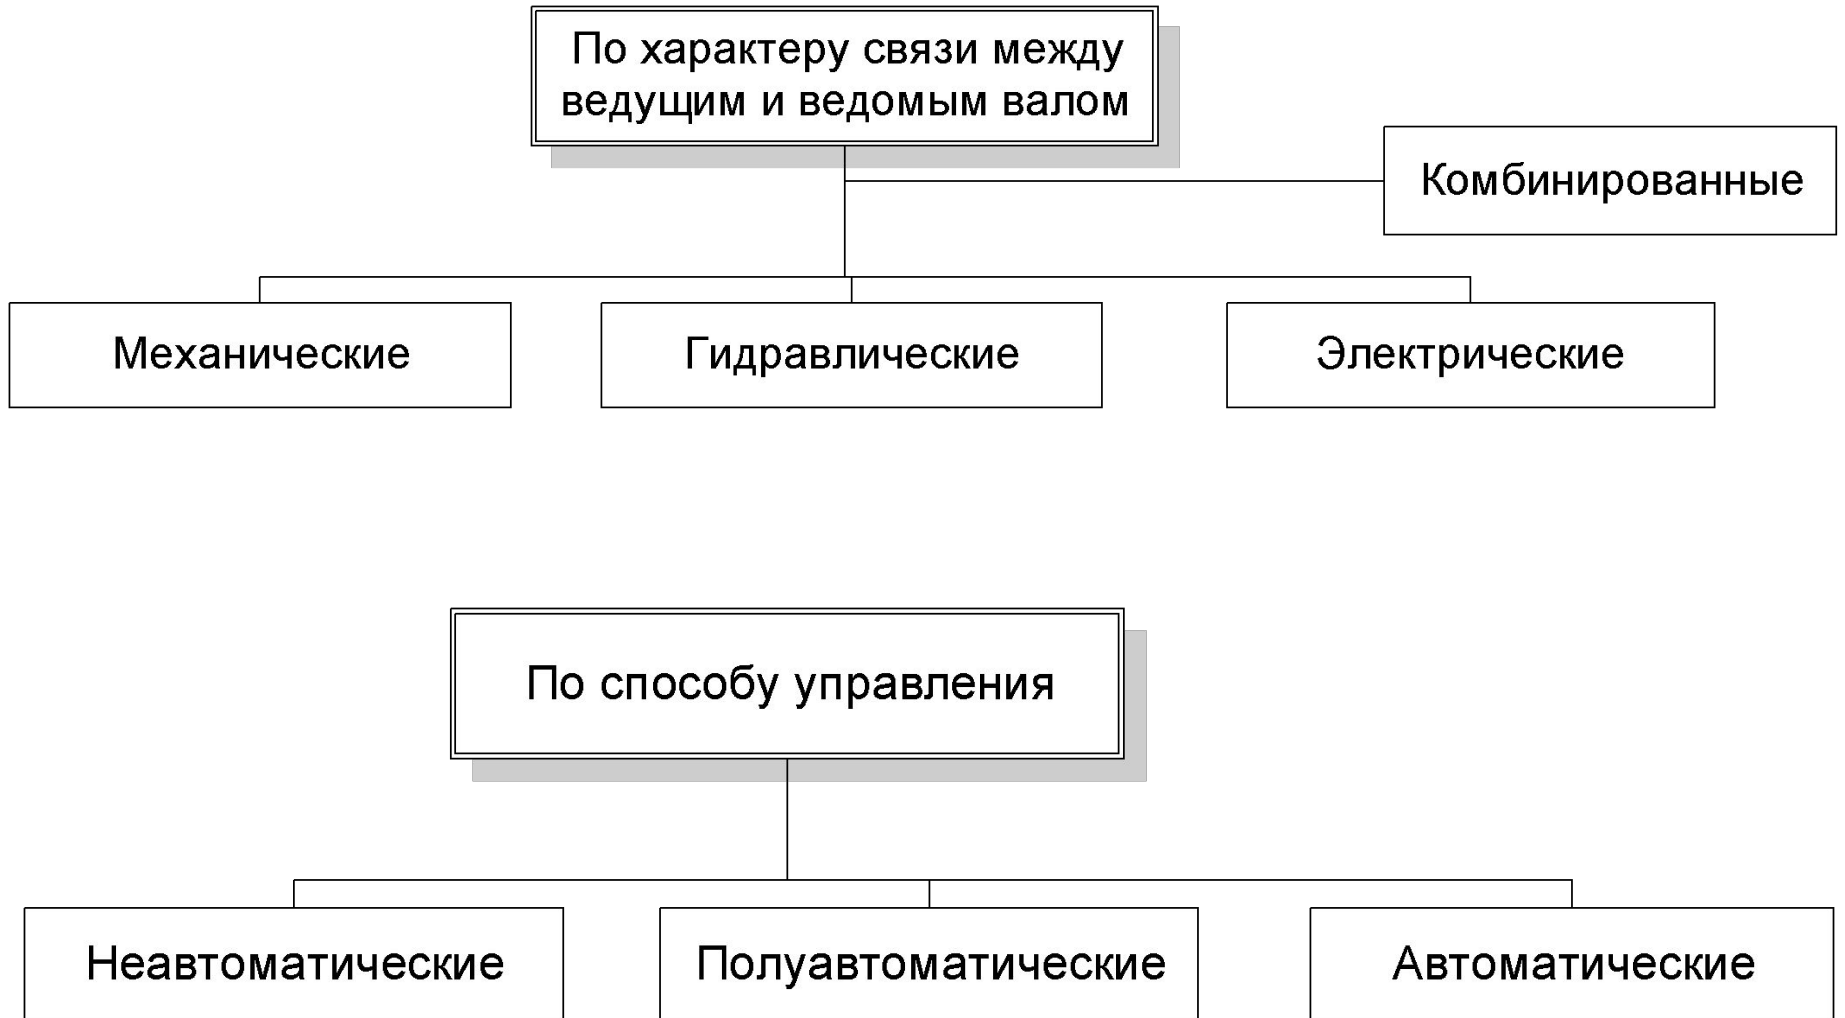 По характеру связи между
ведущим и ведомым валом
Комбинированные
Механические
Гидравлические
Электрические
По способу управления
Неавтоматические
Полуавтоматические
Автоматические